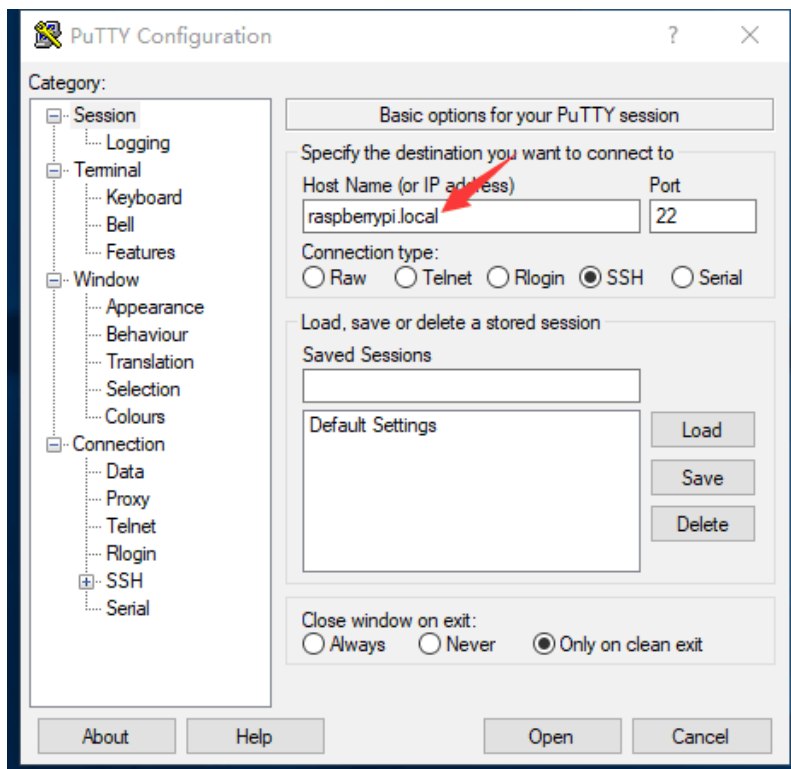 PuTTY Configuration
?
Category:
Session
Logging
Terminal
Keyboard
Bell
Features
Window
Appearance
Behaviour
Translation
Selection
Colours
Connection
Data
Proxy
Telnet
Rlogin
SSH
Serial
Basic options for your PuTTY session
Specify the destination you want to connect to
Host Name (or IP address) Port
raspberrypi.local 22
Connection type:
Raw Telnet Rlogin SSH Serial
Load, save or delete a stored session
Saved Sessions
Default Settings
Load
Save
Delete
Close window on exit:
Always Never Only on clean exit
About Help Open Cancel